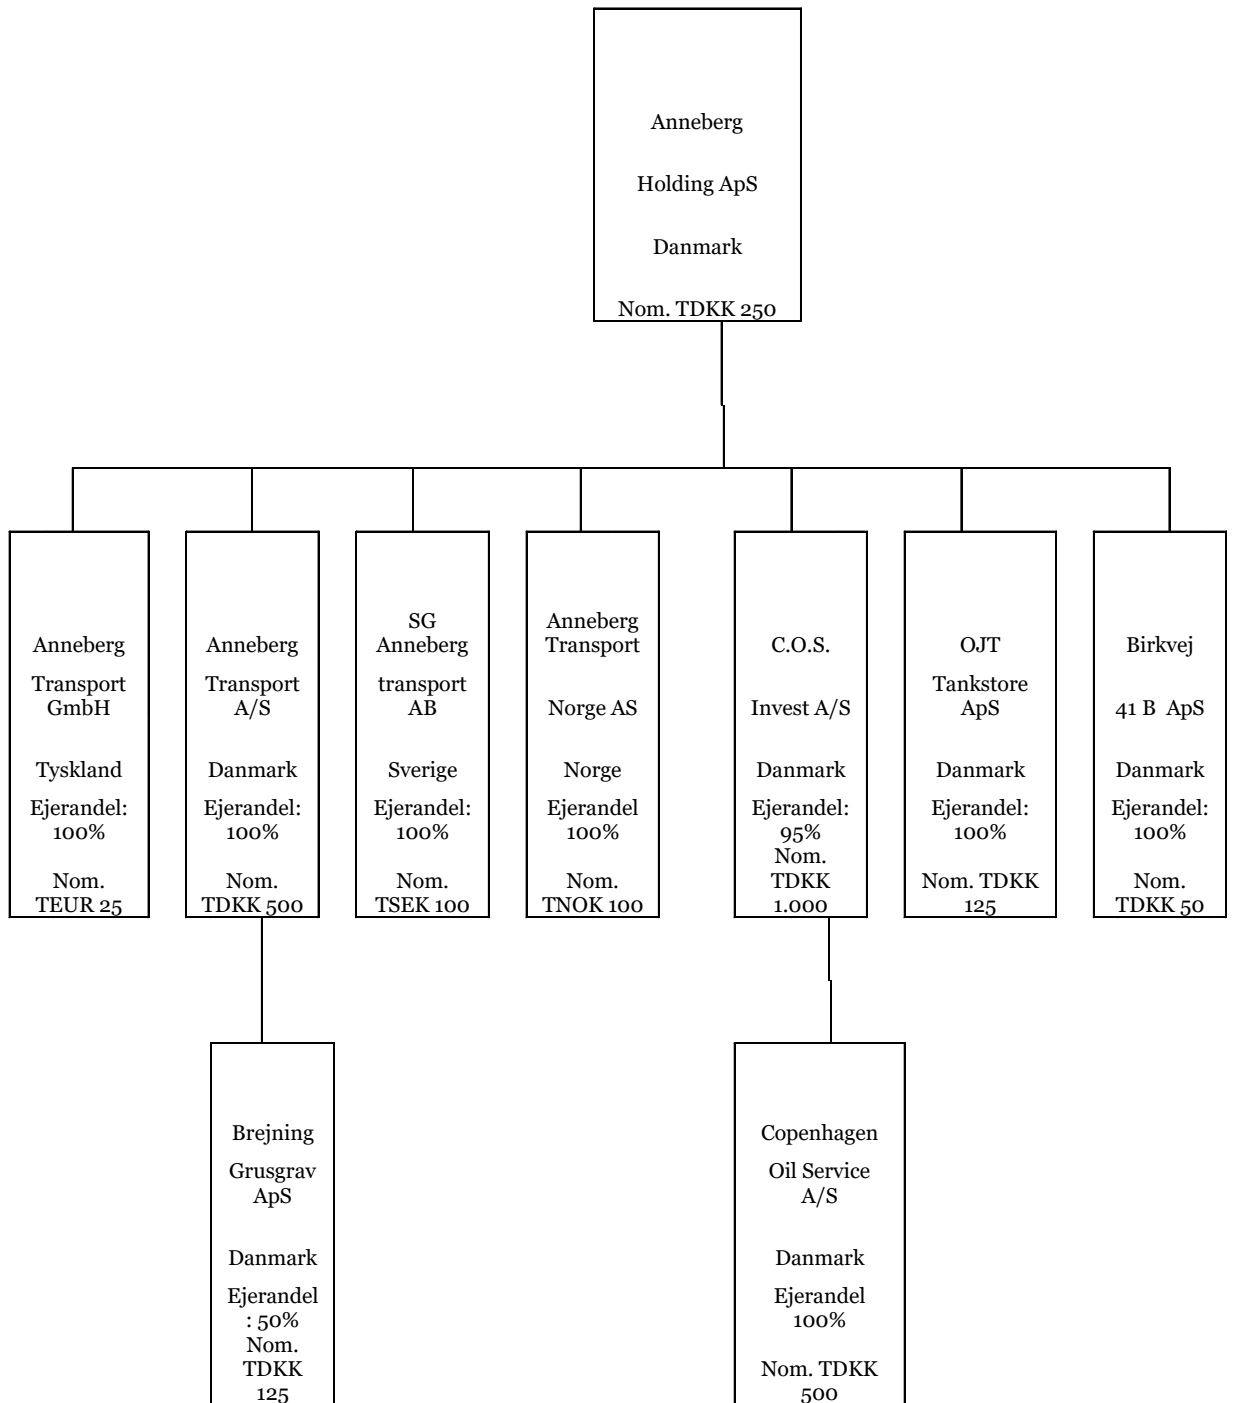 Anneberg
Holding ApS
Danmark
Nom. TDKK 250
Anneberg
Transport
GmbH
Tyskland
Ejerandel:
100%
Nom.
TEUR 25
Anneberg
Transport
A/S
Danmark
Ejerandel:
100%
Nom.
TDKK 500
SG
Anneberg
transport
AB
Sverige
Ejerandel:
100%
Nom.
TSEK 100
Anneberg
Transport
Norge AS
Norge
Ejerandel
100%
Nom.
TNOK 100
C.O.S.
Invest A/S
Danmark
Ejerandel:
95%
Nom.
TDKK
1.000
OJT
Tankstore
ApS
Danmark
Ejerandel:
100%
Nom. TDKK
125
Birkvej
41 B ApS
Danmark
Ejerandel:
100%
Nom.
TDKK 50
Brejning
Grusgrav
ApS
Danmark
Ejerandel
: 50%
Nom.
TDKK
125
Copenhagen
Oil Service
A/S
Danmark
Ejerandel
100%
Nom. TDKK
500